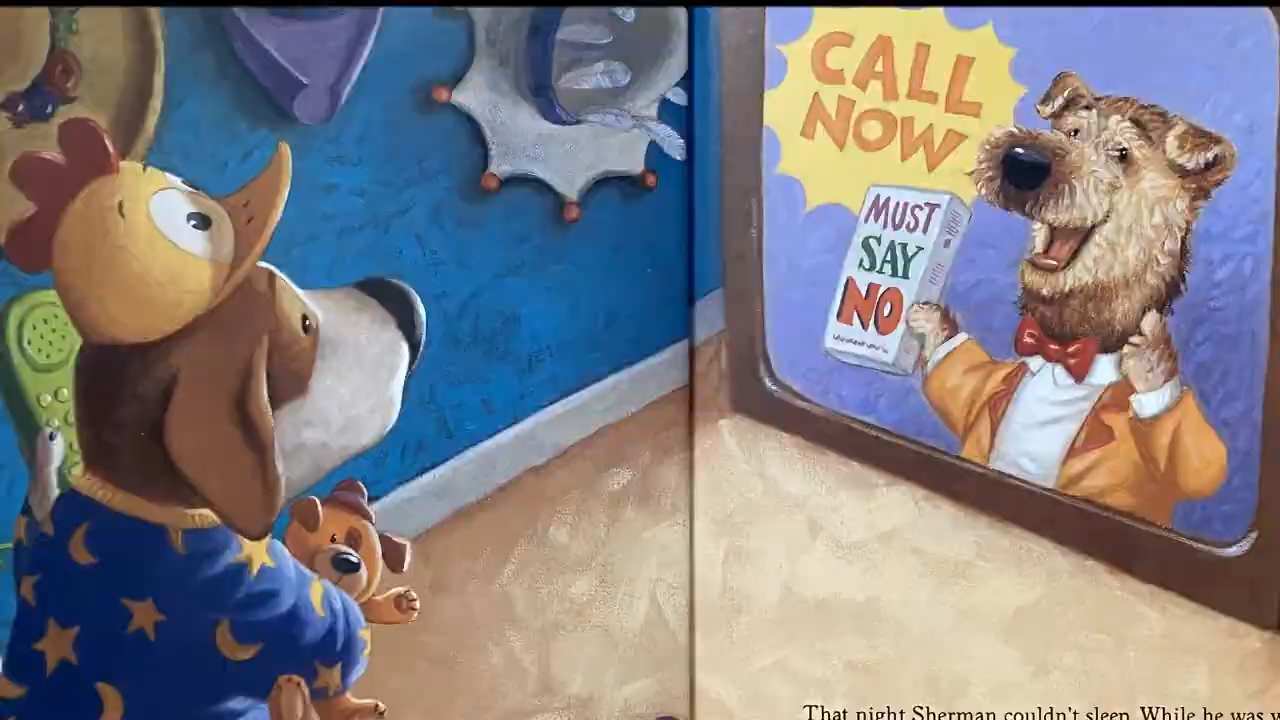 CALL
NOW
MUST
SAY
NO
That night Sherman couldn't sleep. While he was